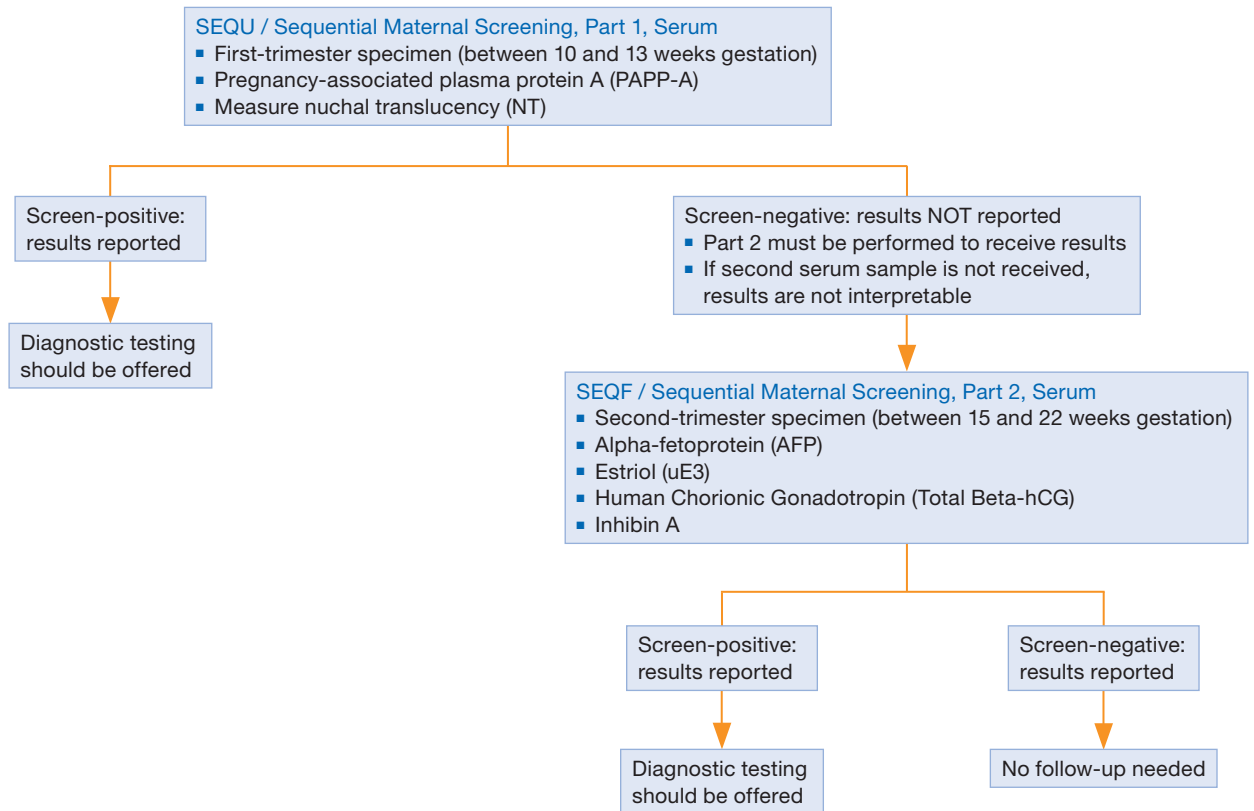 SEQU / Sequential Maternal Screening, Part 1, Serum
▪ First-trimester specimen (between 10 and 13 weeks gestation)
▪ Pregnancy-associated plasma protein A (PAPP-A)
▪ Measure nuchal translucency (NT)
Screen-positive:
results reported
Diagnostic testing
should be offered
Screen-negative: results NOT reported
▪ Part 2 must be performed to receive results
▪ If second serum sample is not received,
results are not interpretable
SEQF / Sequential Maternal Screening, Part 2, Serum
▪ Second-trimester specimen (between 15 and 22 weeks gestation)
▪ Alpha-fetoprotein (AFP)
▪ Estriol (uE3)
▪ Human Chorionic Gonadotropin (Total Beta-hCG)
▪ Inhibin A
Screen-positive:
results reported
Diagnostic testing
should be offered
Screen-negative:
results reported
No follow-up needed